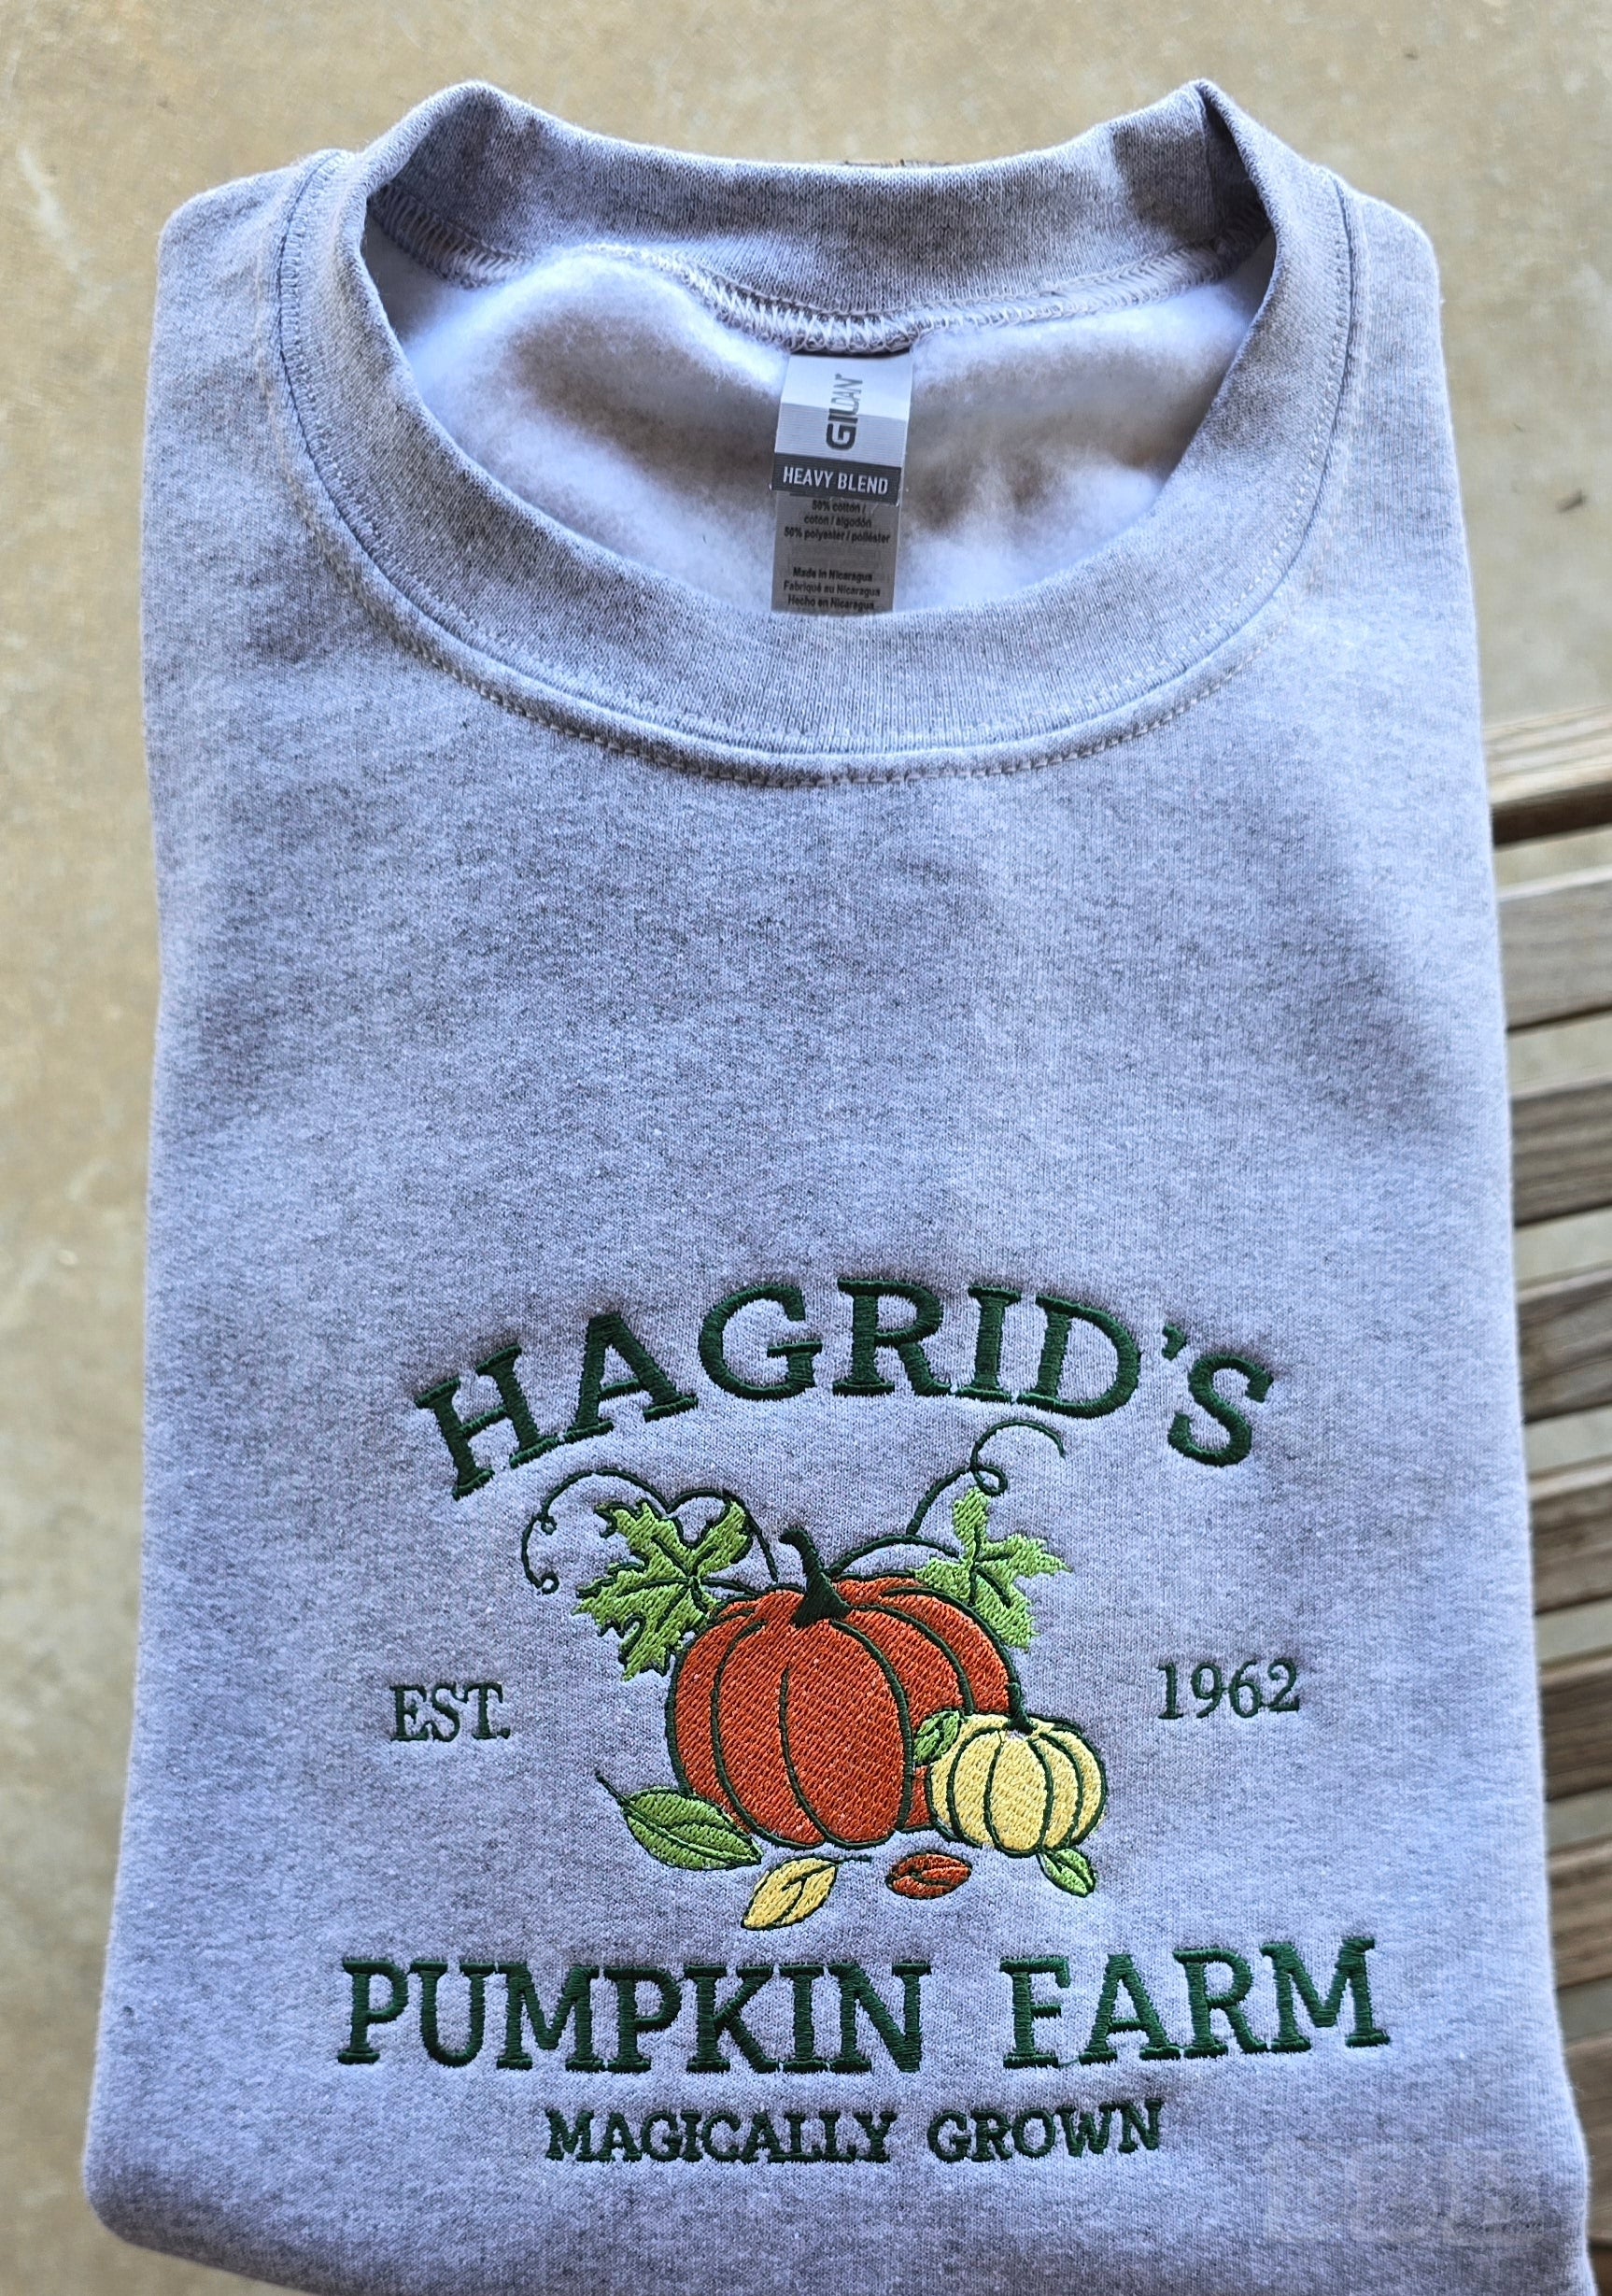 GILDAN
HEAVY BLEND
50% cotton /
coton / algodón
50% polyester / poliéster
Made in Nicaragua
Fabriqué au Nicaragua
Hecho en Nicaragua
HAGRID'S
EST. 1962
PUMPKIN FARM
MAGICALLY GROWN